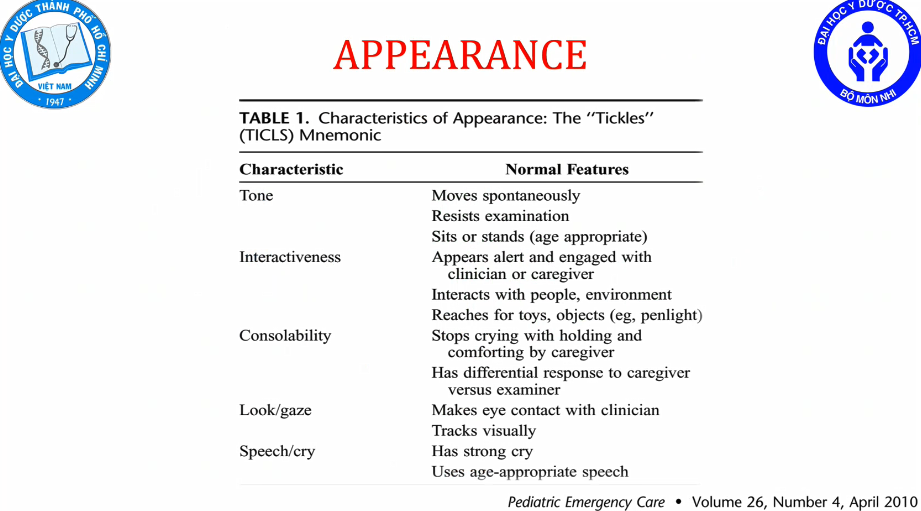 ĐẠI HỌC Y DƯỢC THÀNH PHỐ HỒ CHÍ MINH
VIỆT NAM
1947
ĐẠI HỌC Y DƯỢC TP.HCM
BỘ MÔN NHI
APPEARANCE
TABLE 1. Characteristics of Appearance: The ″Tickles″
(TICLS) Mnemonic
Characteristic Normal Features
Tone Moves spontaneously
Resists examination
Sits or stands (age appropriate)
Interactiveness Appears alert and engaged with
clinician or caregiver
Interacts with people, environment
Reaches for toys, objects (eg, penlight)
Consolability Stops crying with holding and
comforting by caregiver
Has differential response to caregiver
versus examiner
Look/gaze Makes eye contact with clinician
Tracks visually
Speech/cry Has strong cry
Uses age-appropriate speech
Pediatric Emergency Care • Volume 26, Number 4, April 2010